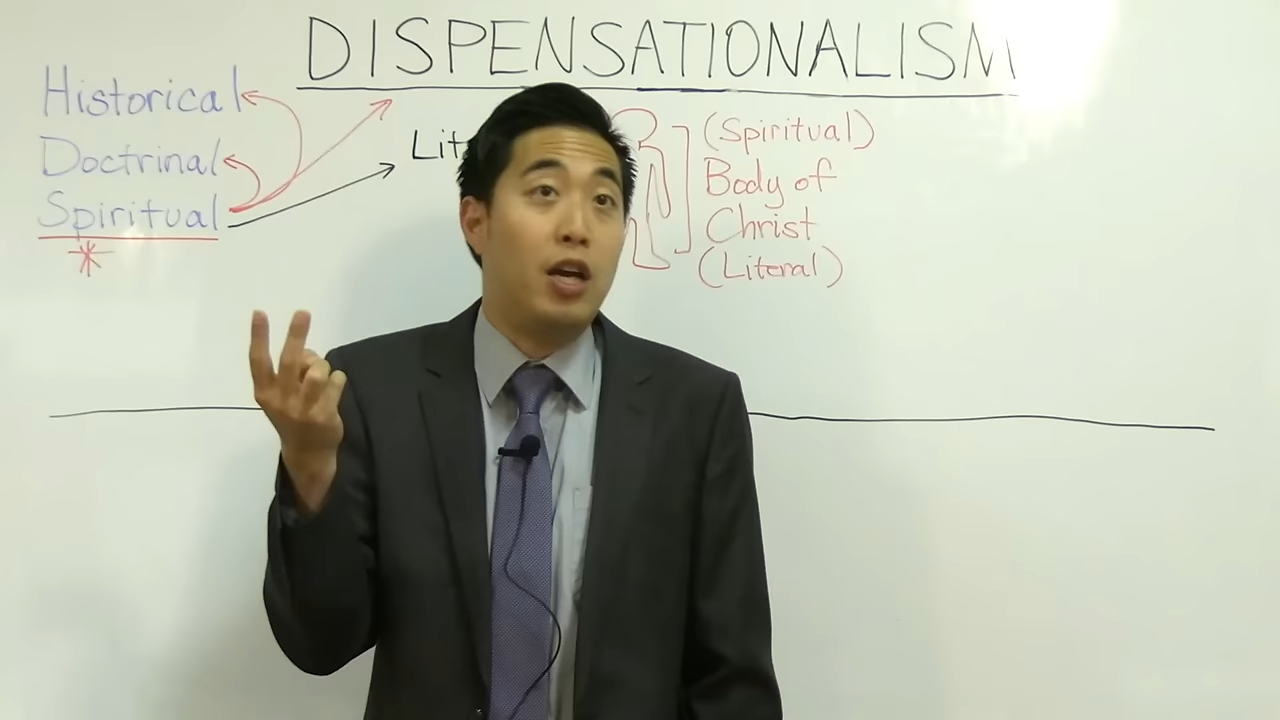 DISPENSATIONALISM
Historical
Doctrinal
Spiritual
(Spiritual)
Body of
Christ
(Literal)